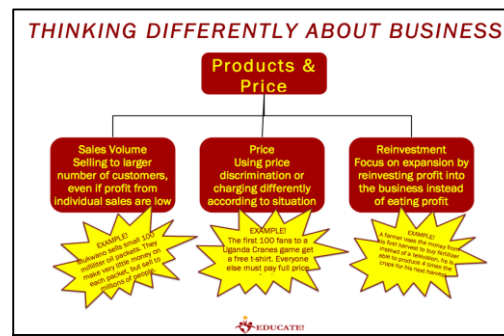 THINKING DIFFERENTLY ABOUT BUSINESS
Products &
Price
Sales Volume
Selling to larger
number of customers,
even if profit from
individual sales are low
Price
Using price
discrimination or
charging differently
according to situation
Reinvestment
Focus on expansion by
reinvesting profit into
the business instead
of eating profit
EXAMPLE!
Mukwano sells small 100
milliliter oil packets. They
make very little money on
each packet, but sell to
millions of people.
EXAMPLE!
The first 100 fans to a
Uganda Cranes game get
a free t-shirt. Everyone
else must pay full price
EXAMPLE!
A farmer uses the money from
his fuel harvest to buy fertilizer
instead of a television, he is
able to produce 4 times the
crops for his next harvest
EDUCATE!